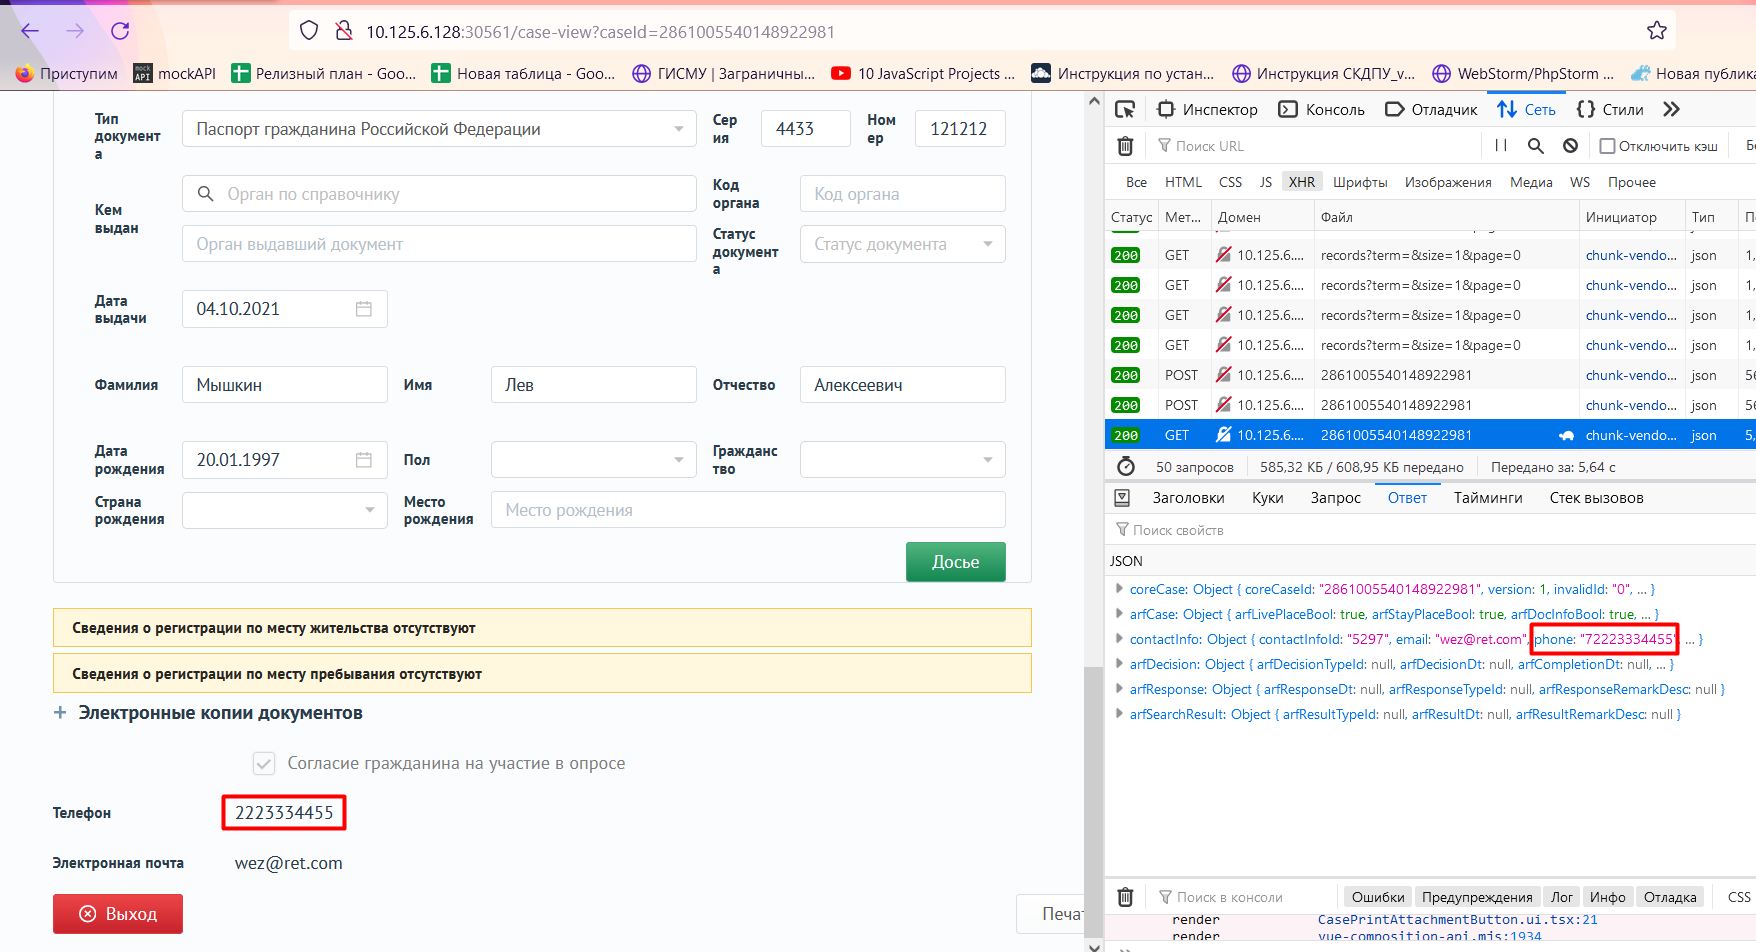 10.125.6.128:30561/case-view?caseId=2861005540148922981
Приступим
mock API
mockAPI
Релизный план - Goo...
Новая таблица - Goo...
ГИСМУ | Заграничны...
10 JavaScript Projects ...
Инструкция по устан...
Инструкция СКДПУ_v...
WebStorm/PhpStorm ...
Новая публика
Тип документа
Паспорт гражданина Российской Федерации
Серия
4433
Номер
121212
Кем выдан
Орган по справочнику
Код органа
Код органа
Орган выдавший документ
Статус документа
Статус документа
Дата выдачи
04.10.2021
Фамилия
Мышкин
Имя
Лев
Отчество
Алексеевич
Дата рождения
20.01.1997
Пол
Гражданство
Страна рождения
Место рождения
Место рождения
Досье
Сведения о регистрации по месту жительства отсутствуют
Сведения о регистрации по месту пребывания отсутствуют
+ Электронные копии документов
Согласие гражданина на участие в опросе
Телефон
2223334455
Электронная почта
wez@ret.com
Выход
Печат
Инспектор
Консоль
Отладчик
Сеть
{} Стили
Поиск URL
Отключить кэш
Бе
Все HTML CSS JS XHR Шрифты Изображения Медиа WS Прочее
Статус Мет... Домен Файл Инициатор Тип П
200 GET 10.125.6.... records?term=&size=1&page=0 chunk-vendo... json 1,
200 GET 10.125.6.... records?term=&size=1&page=0 chunk-vendo... json 1,
200 GET 10.125.6.... records?term=&size=1&page=0 chunk-vendo... json 1,
200 GET 10.125.6.... records?term=&size=1&page=0 chunk-vendo... json 1,
200 POST 10.125.6.... 2861005540148922981 chunk-vendo... json 56
200 POST 10.125.6.... 2861005540148922981 chunk-vendo... json 56
200 GET 10.125.6.... 2861005540148922981 chunk-vendo... json 5,
50 запросов 585,32 КБ / 608,95 КБ передано Передано за: 5,64 с
Заголовки Куки Запрос Ответ Тайминги Стек вызовов
Поиск свойств
JSON
coreCase: Object { coreCaseId: "2861005540148922981", version: 1, invalidId: "0", ... }
arfCase: Object { arfLivePlaceBool: true, arfStayPlaceBool: true, arfDocInfoBool: true, ... }
contactInfo: Object { contactInfoId: "5297", email: "wez@ret.com", phone: "72223334455" ... }
arfDecision: Object { arfDecisionTypeId: null, arfDecisionDt: null, arfCompletionDt: null, ... }
arfResponse: Object { arfResponseDt: null, arfResponseTypeId: null, arfResponseRemarkDesc: null }
arfSearchResult: Object { arfResultTypeId: null, arfResultDt: null, arfResultRemarkDesc: null }
Поиск в консоли
Ошибки Предупреждения Лог Инфо Отладка CSS
render CasePrintAttachmentButton.ui.tsx:21
render vue-composition-api.mjs:1934